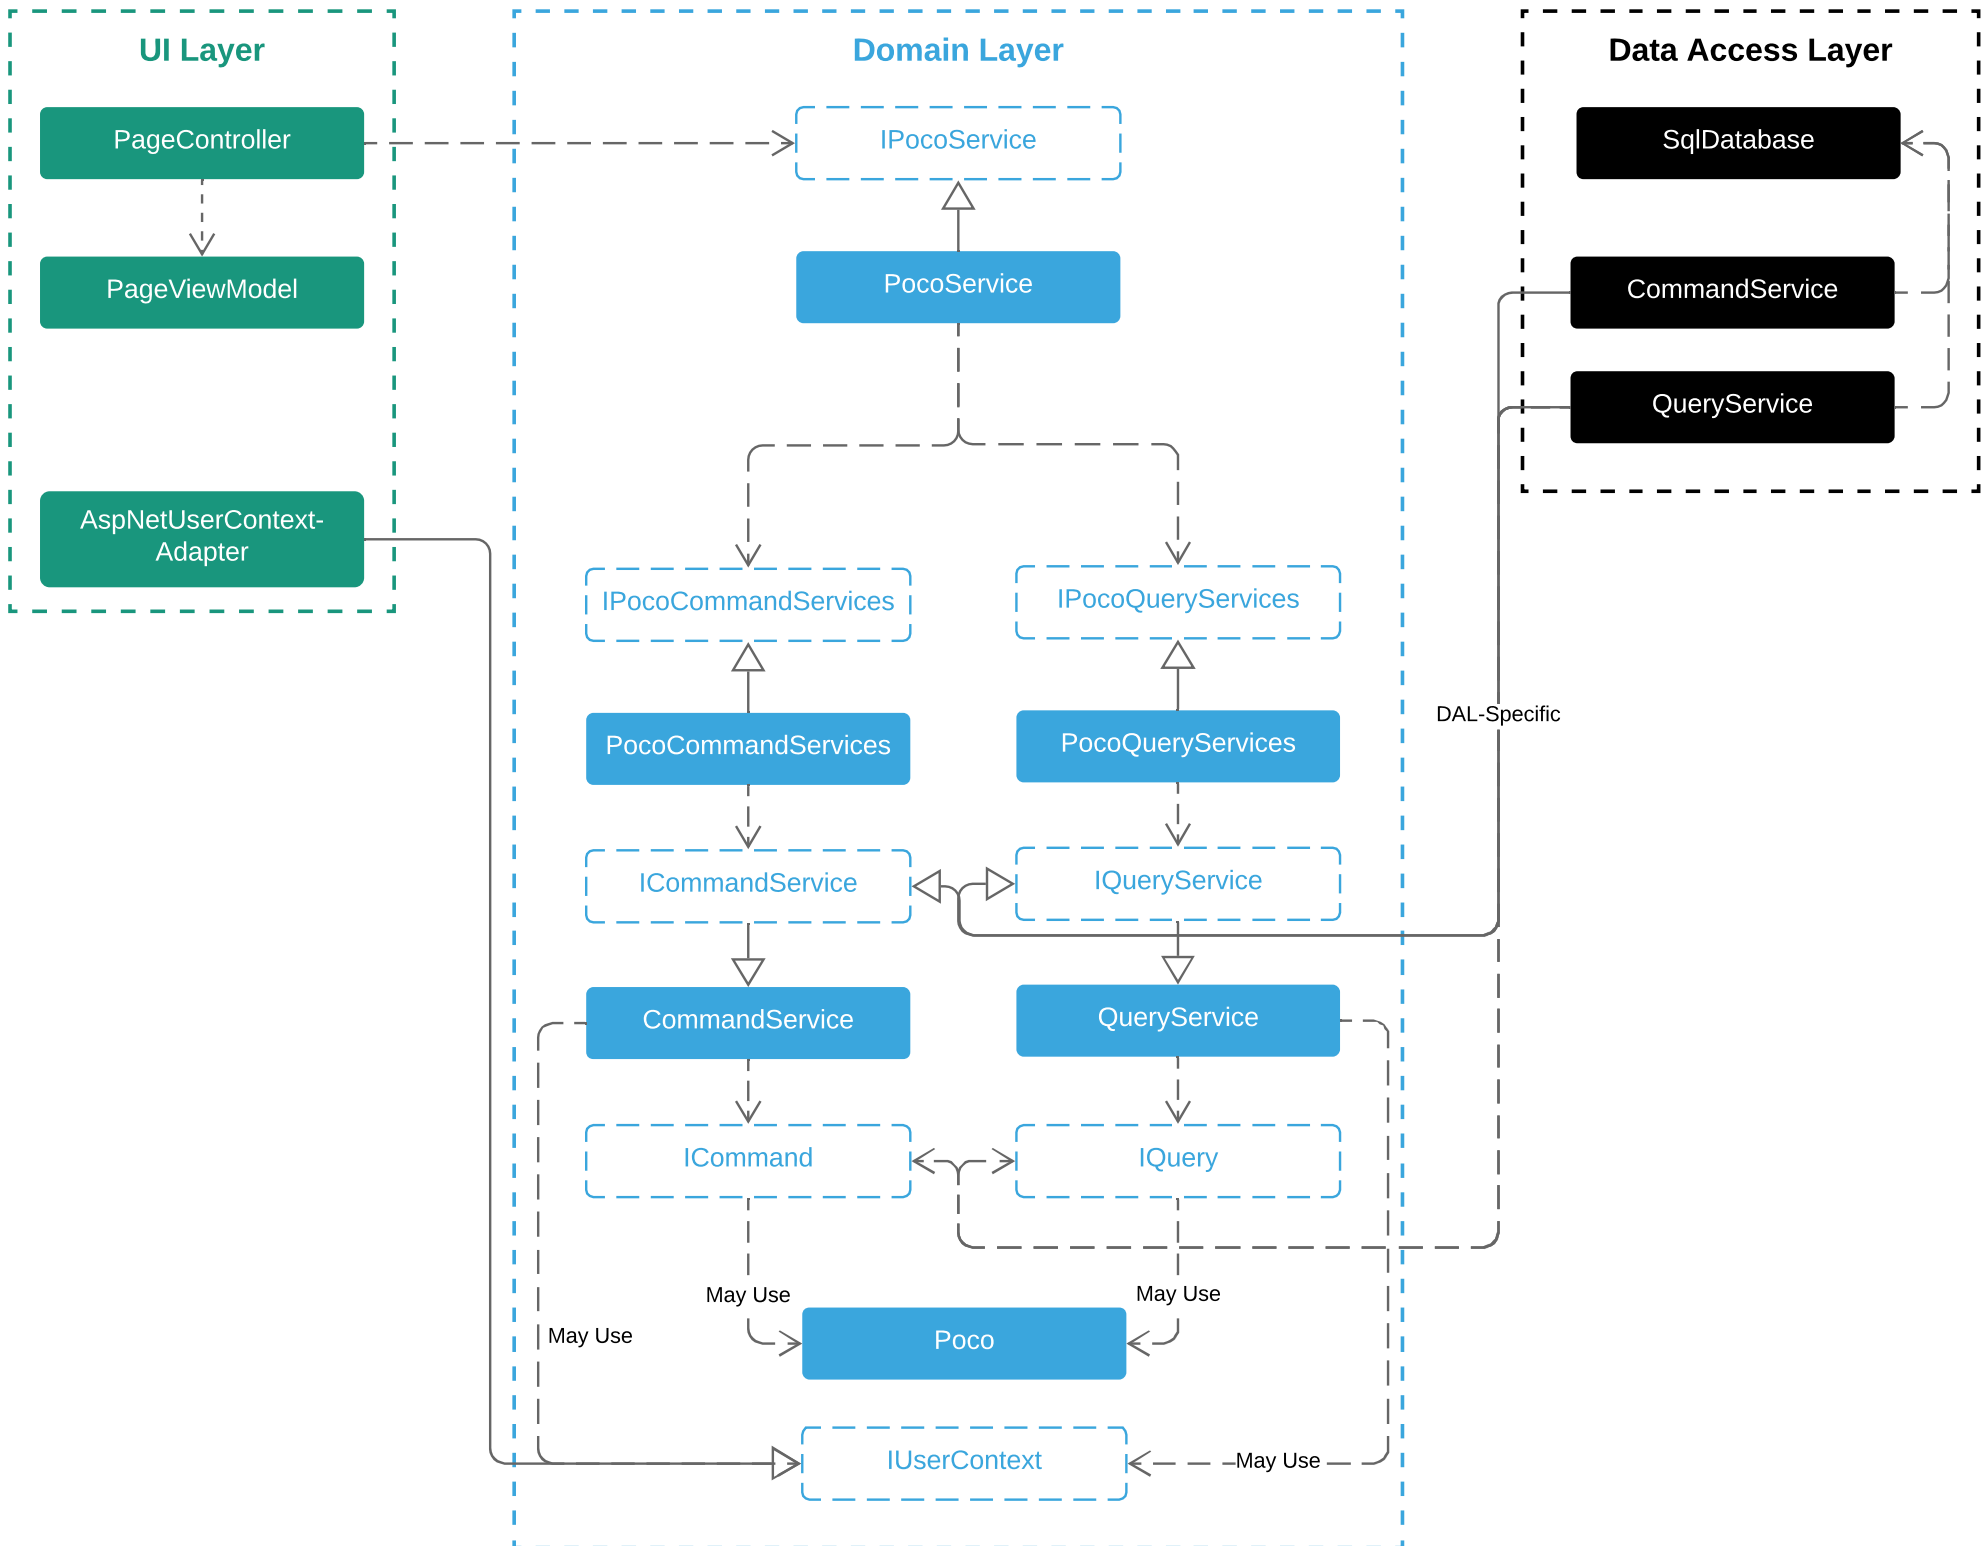 UI Layer
PageController
PageViewModel
AspNetUserContext-
Adapter
Domain Layer
IPocoService
PocoService
IPocoCommandServices
IPocoQueryServices
PocoCommandServices
PocoQueryServices
ICommandService
IQueryService
CommandService
QueryService
ICommand
IQuery
May Use
May Use
May Use
Poco
IUserContext
May Use
Data Access Layer
SqlDatabase
CommandService
QueryService
DAL-Specific